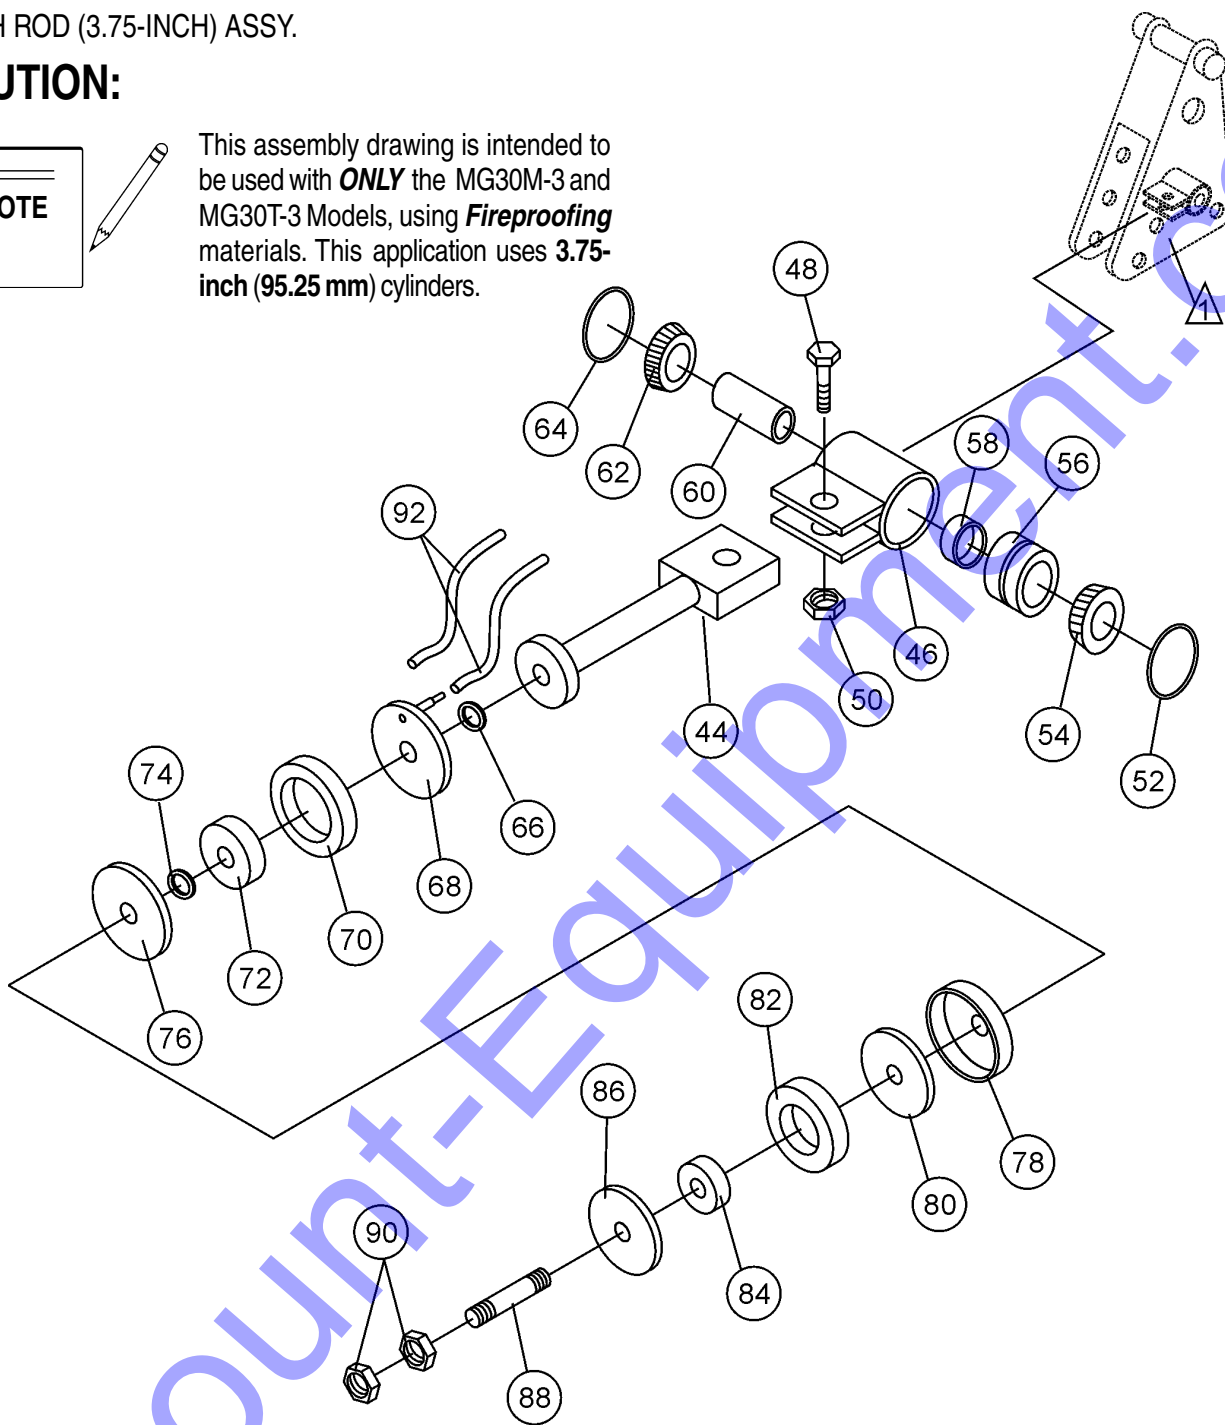 H ROD (3.75-INCH) ASSY.
UTION:
OTE
This assembly drawing is intended to
be used with ONLY the MG30M-3 and
MG30T-3 Models, using Fireproofing
materials. This application uses 3.75-
inch (95.25 mm) cylinders.
1
48
64
62
60
58
56
92
46
50
44
54
52
74
66
68
70
72
76
82
78
86
80
90
84
88
ount-Equipment.c